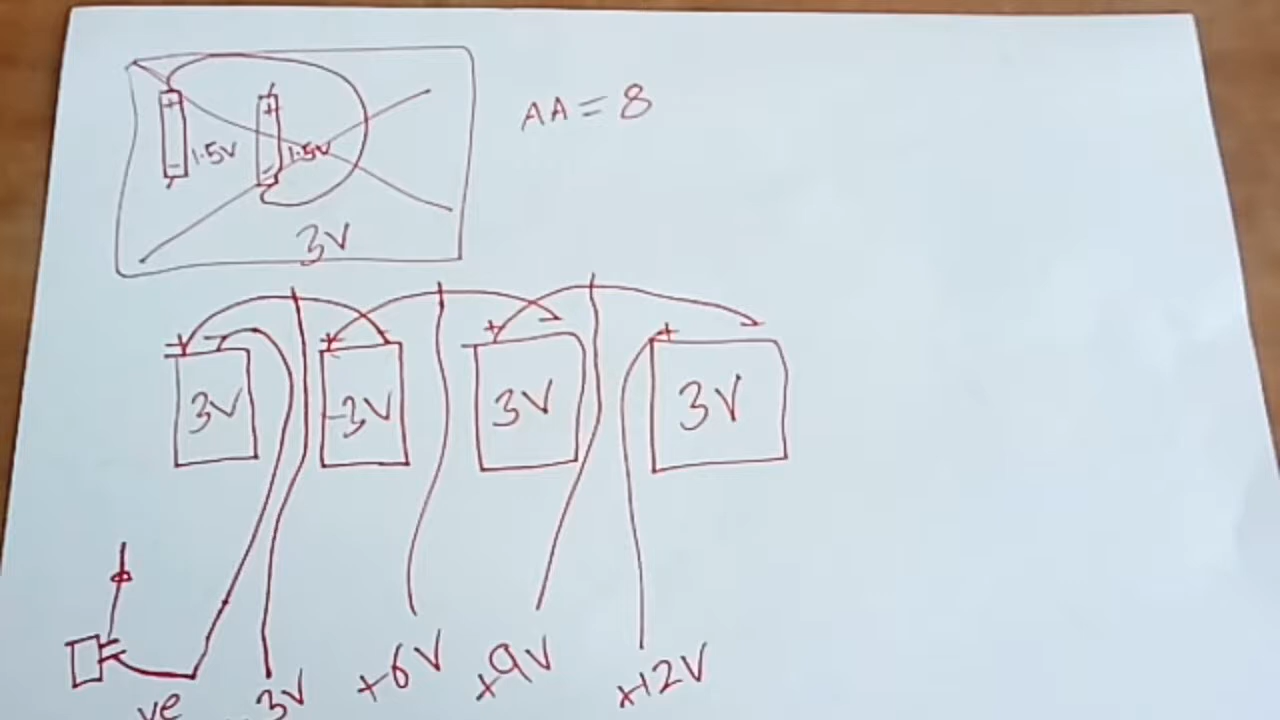 AA = 8
+
+
1.5V
1.5V
-
-
3V
+ - + - + - + -
3V
-3V
3V
3V
+6V
+9V
+12V
3V
ve